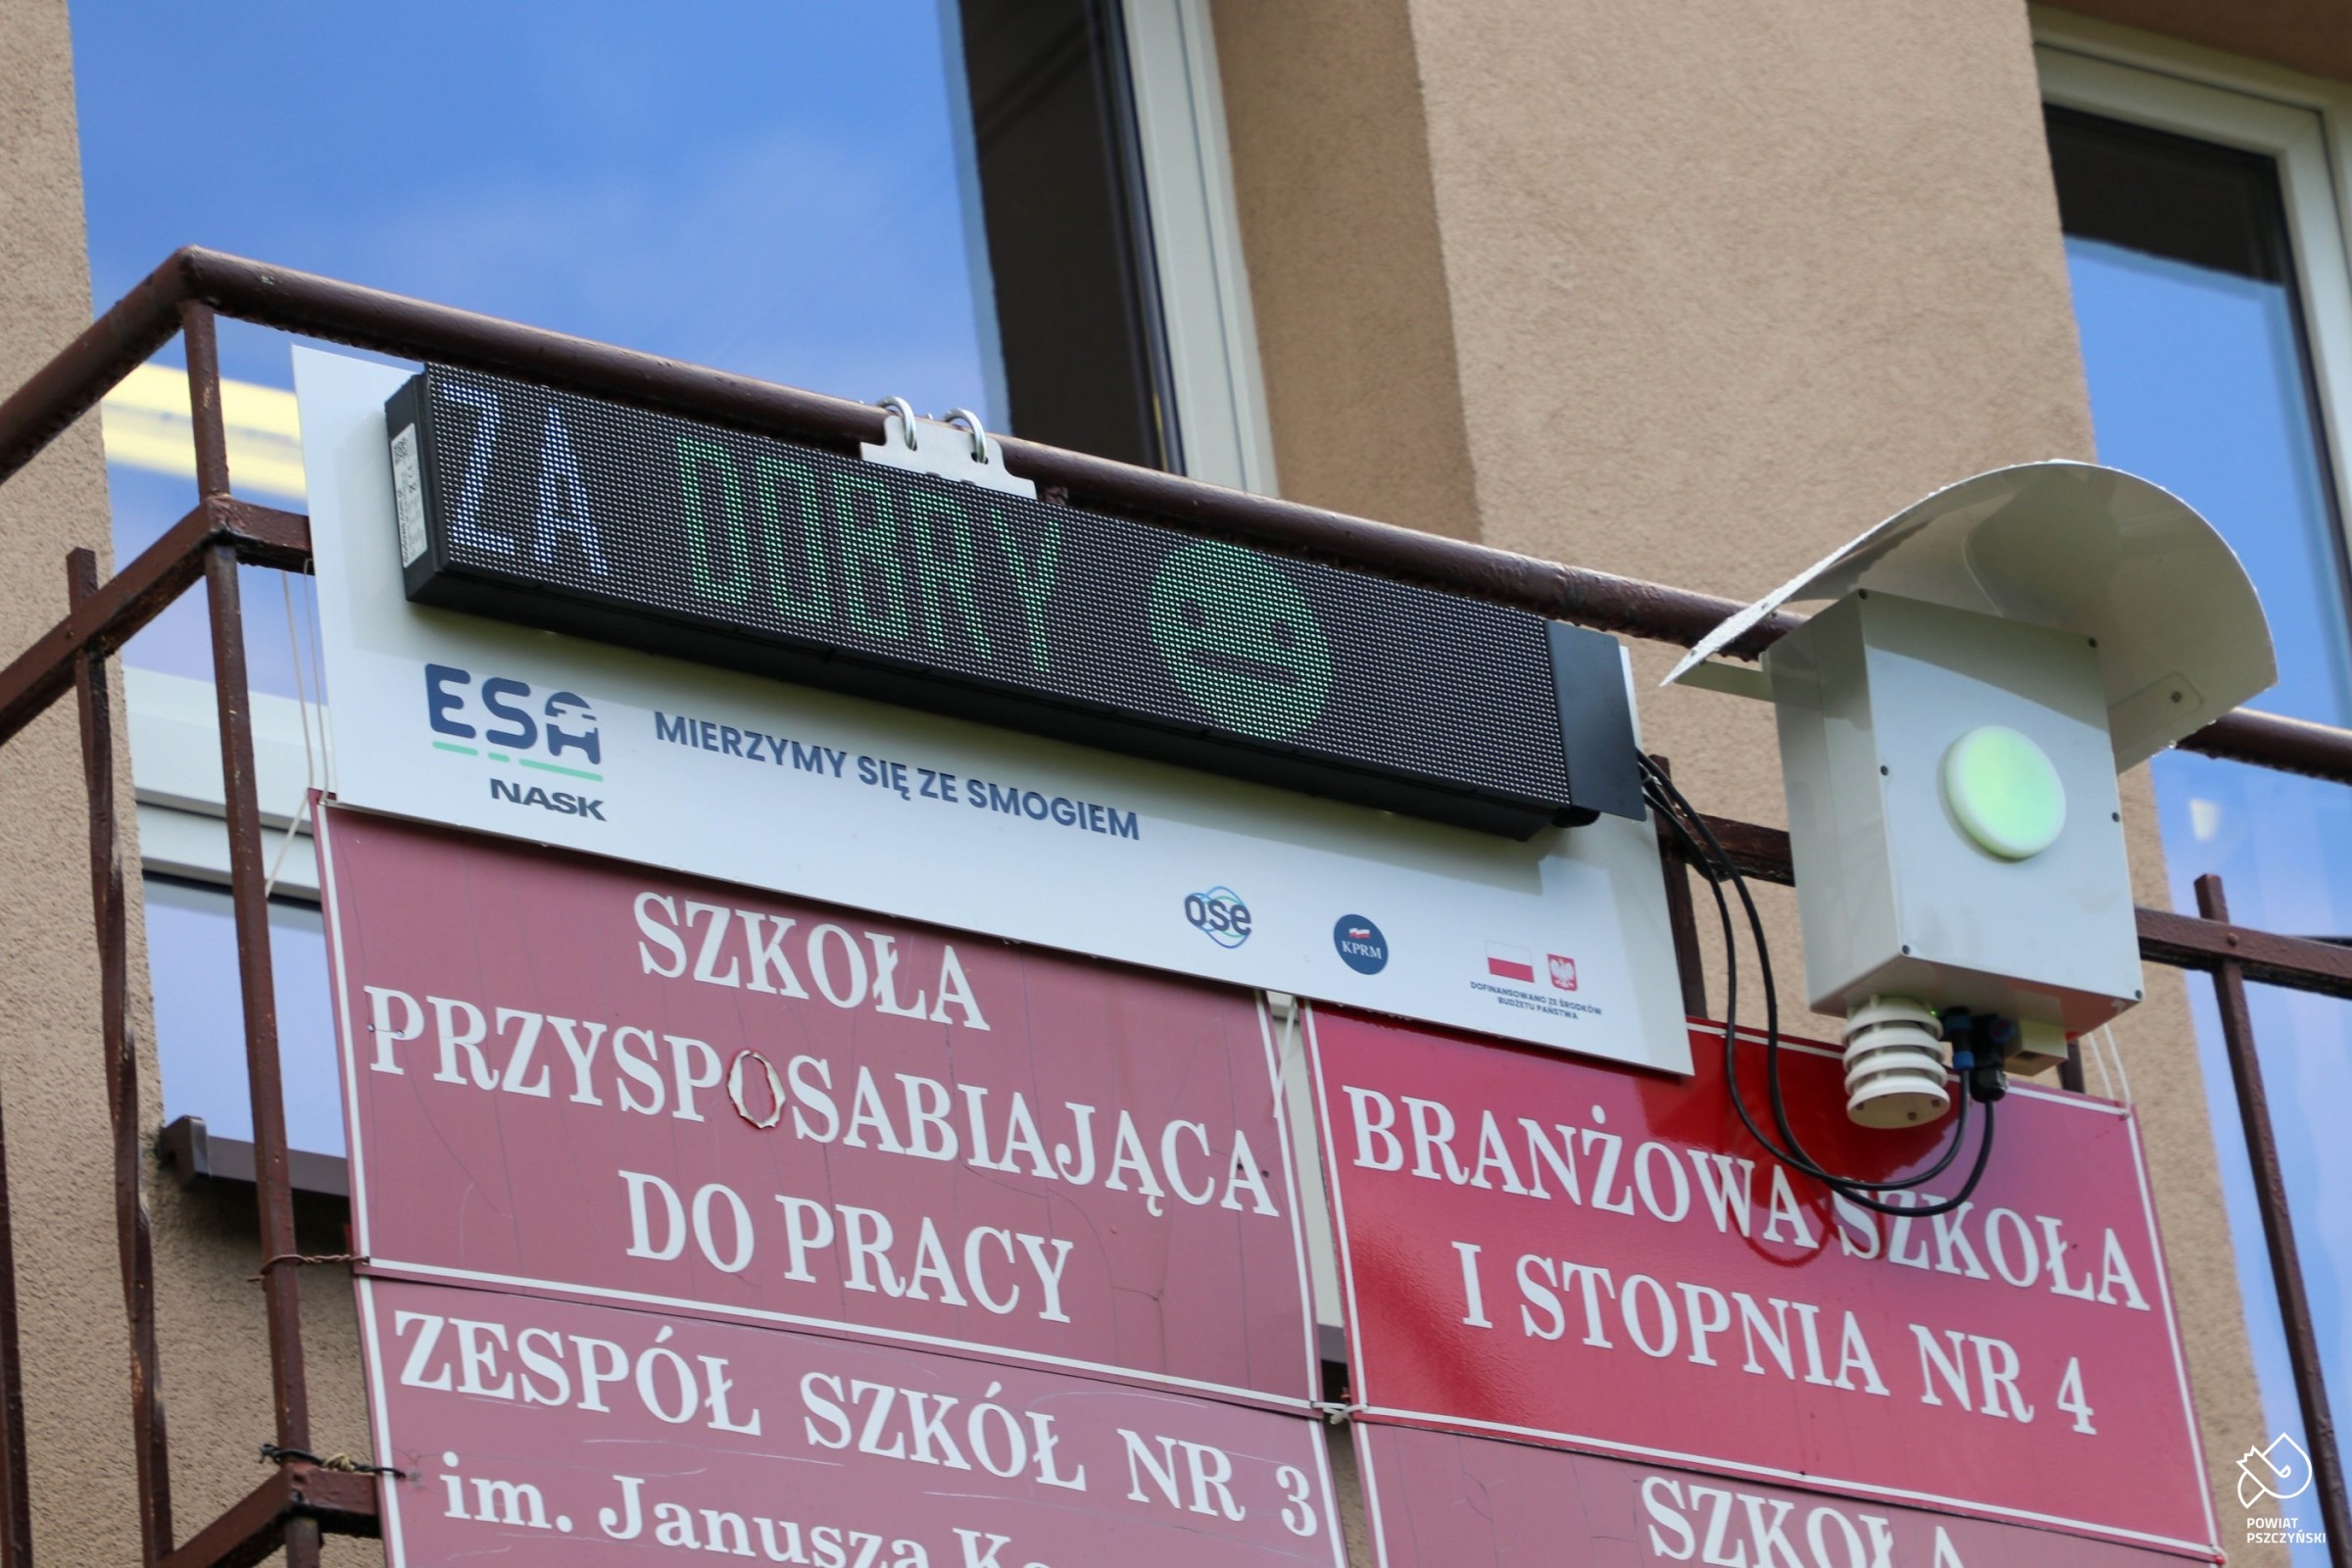 ZA DOBRY
ESA
NASK
MIERZYMY SIĘ ZE SMOGIEM
ose
KPRM
DOFINANSOWANO ZE ŚRODKÓW
BUDŻETU PAŃSTWA
SZKOŁA
PRZYSPOSABIAJĄCA
DO PRACY
BRANŻOWA SZKOŁA
I STOPNIA NR 4
ZESPÓŁ SZKÓŁ NR 3
im. Janusza
SZKOŁA
POWIAT
PSZCZYŃSKI